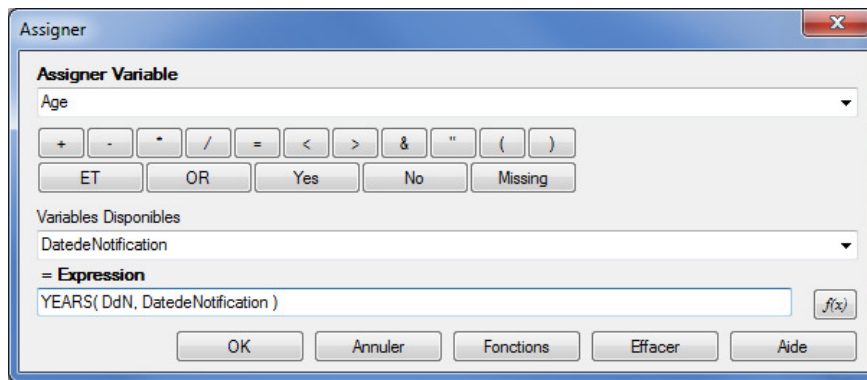 Assigner
Assigner Variable
Age
+ - * / = < > & " ( )
ET OR Yes No Missing
Variables Disponibles
DatedeNotification
= Expression
YEARS( DdN, DatedeNotification )
f(x)
OK Annuler Fonctions Effacer Aide